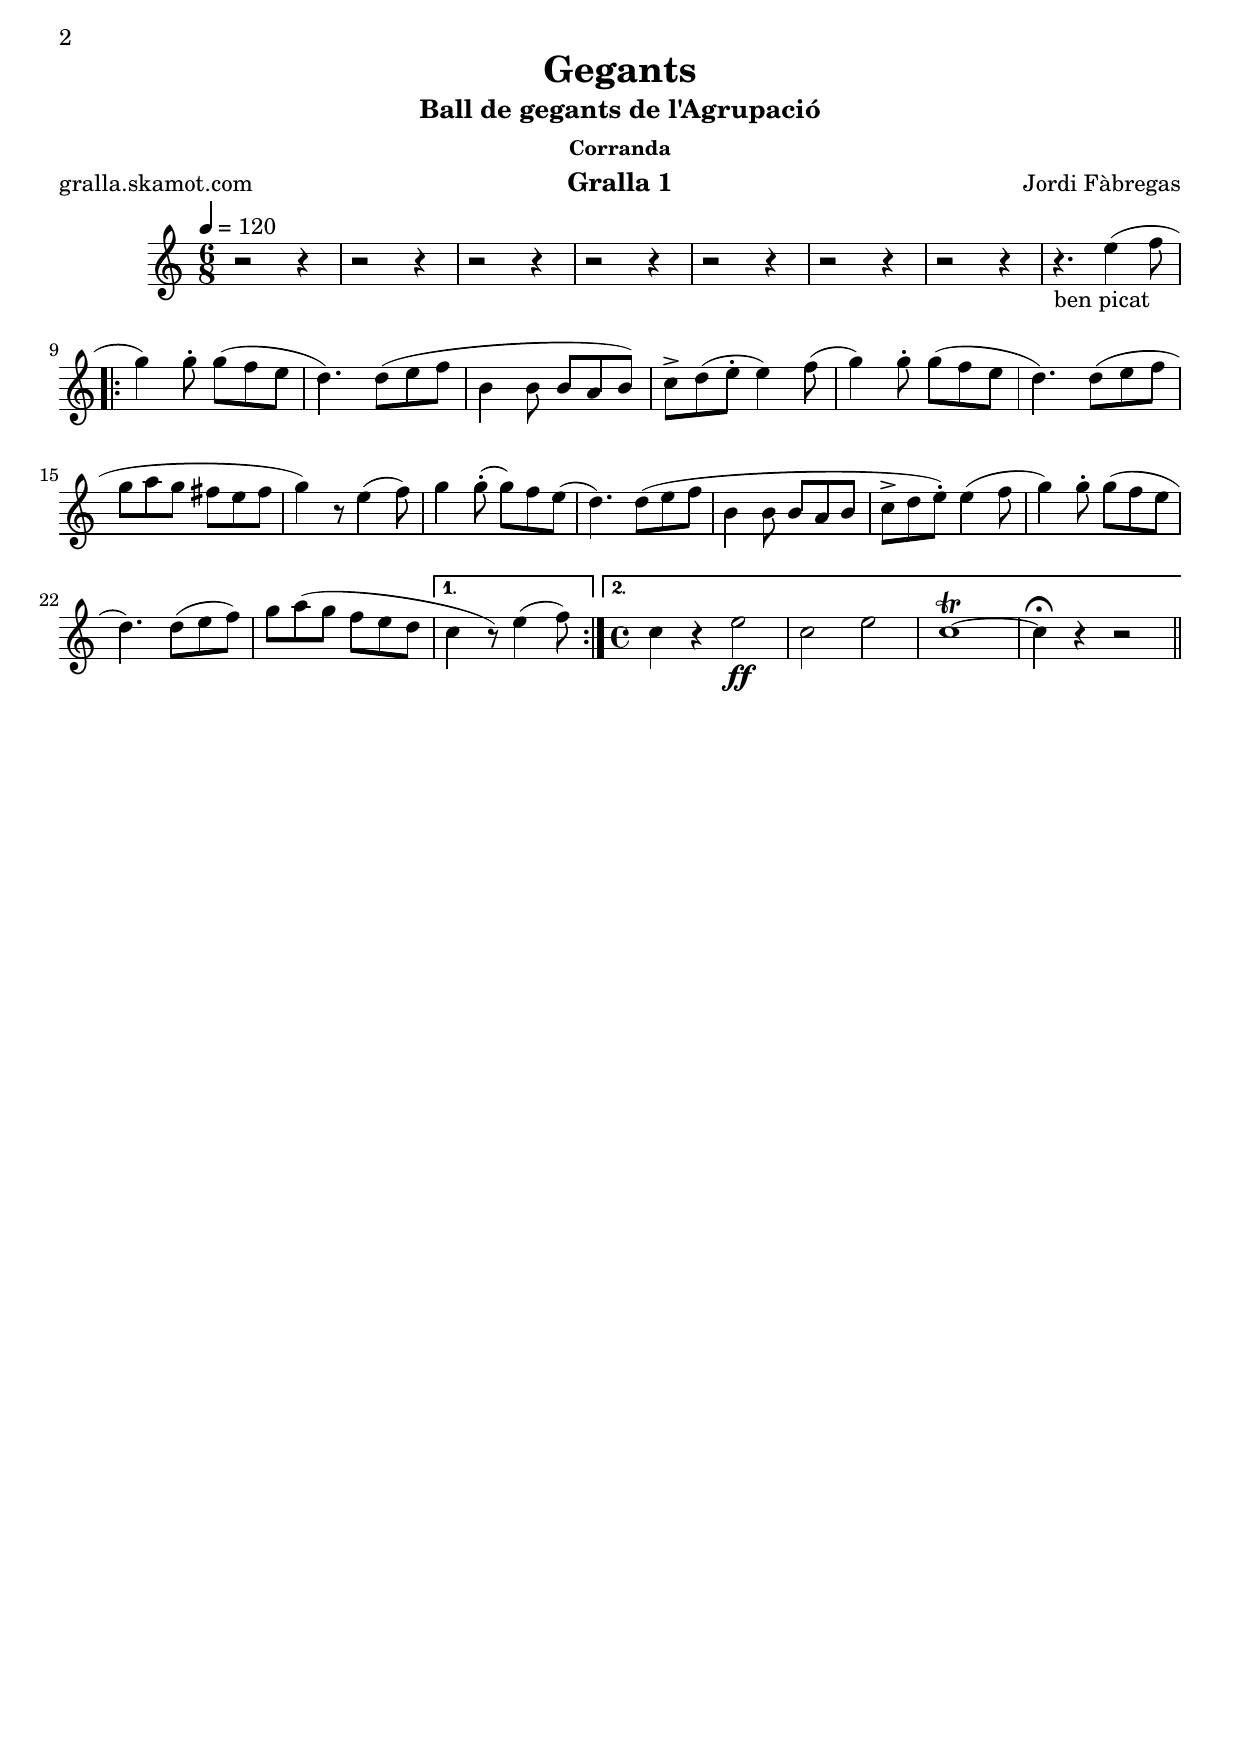 2
Gegants
Ball de gegants de l'Agrupació
Corranda
gralla.skamot.com Gralla 1 Jordi Fàbregas
= 120
6
8
ben picat
9
15
22 1. 2.
ff
tr